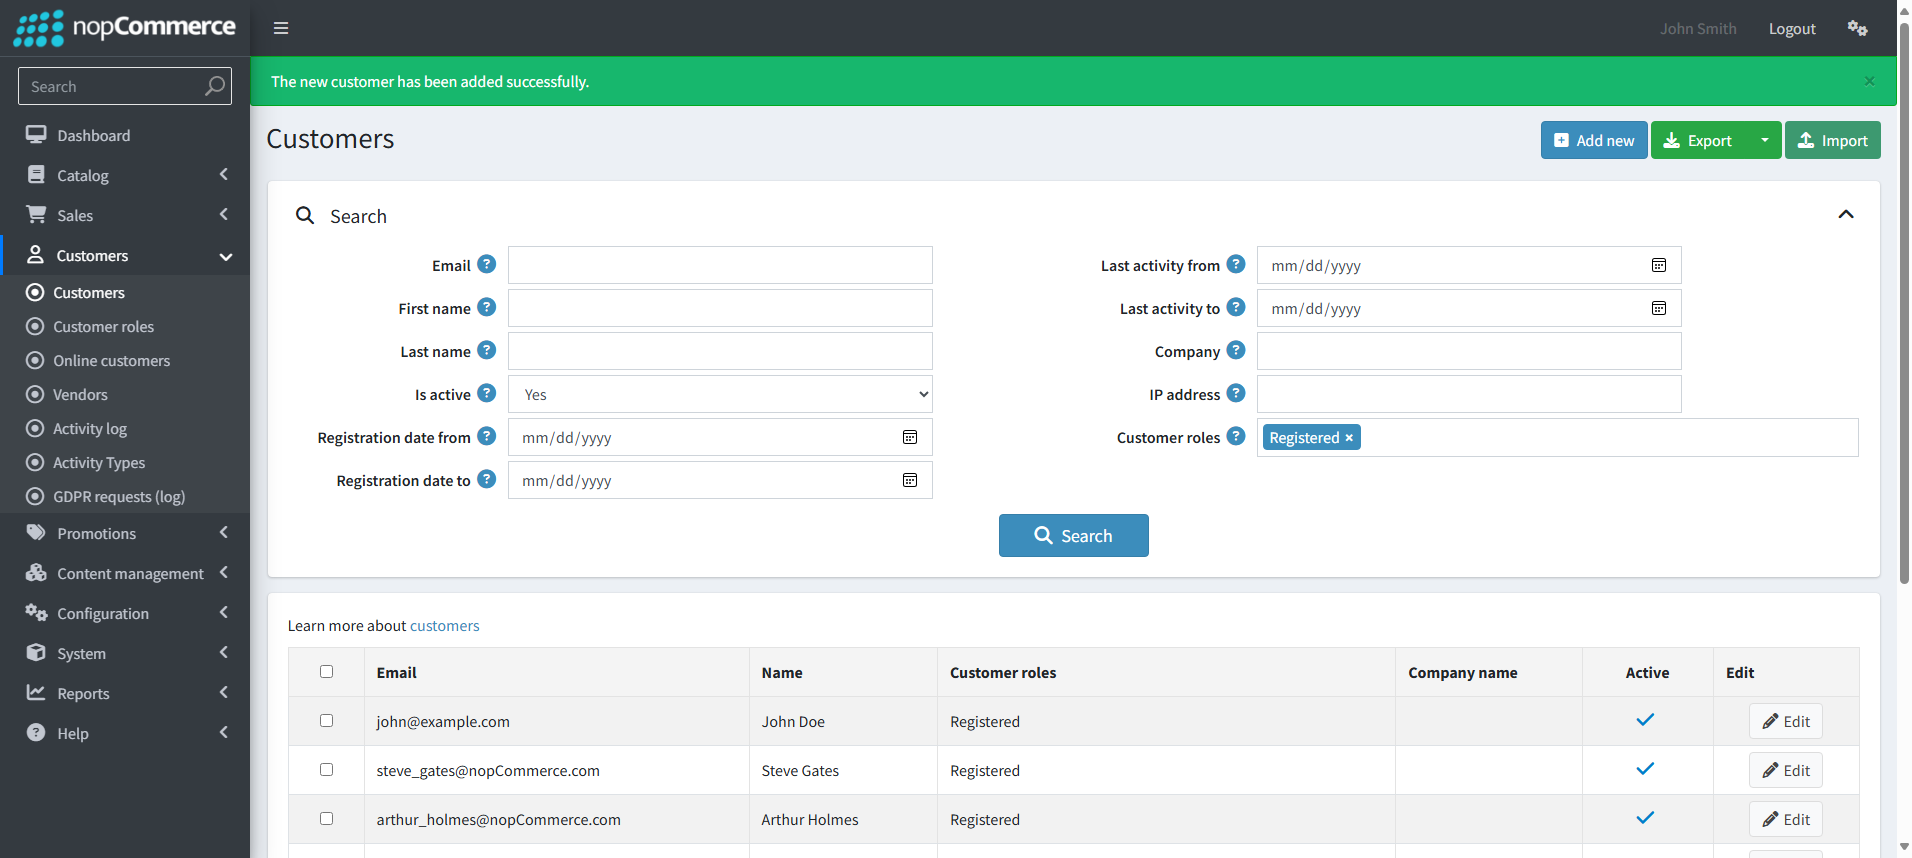 nopCommerce
John Smith
Logout
Search
The new customer has been added successfully.
×
Dashboard
Catalog
Sales
Customers
Customers
Customer roles
Online customers
Vendors
Activity log
Activity Types
GDPR requests (log)
Promotions
Content management
Configuration
System
Reports
Help
Customers
Add new
Export
Import
Search
Email ?
First name ?
Last name ?
Is active ? Yes
Registration date from ? mm/dd/yyyy
Registration date to ? mm/dd/yyyy
Last activity from ? mm/dd/yyyy
Last activity to ? mm/dd/yyyy
Company ?
IP address ?
Customer roles ? Registered ×
Search
Learn more about customers
Email Name Customer roles Company name Active Edit
john@example.com John Doe Registered Edit
steve_gates@nopCommerce.com Steve Gates Registered Edit
arthur_holmes@nopCommerce.com Arthur Holmes Registered Edit